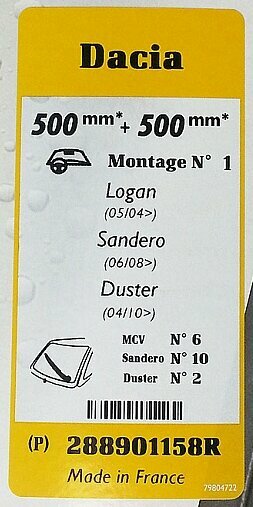 Dacia
500 mm* + 500 mm*
Montage N° 1
Logan
(05/04>)
Sandero
(06/08>)
Duster
(04/10>)
MCV N° 6
Sandero N° 10
Duster N° 2
(P) 288901158R
Made in France
79804722